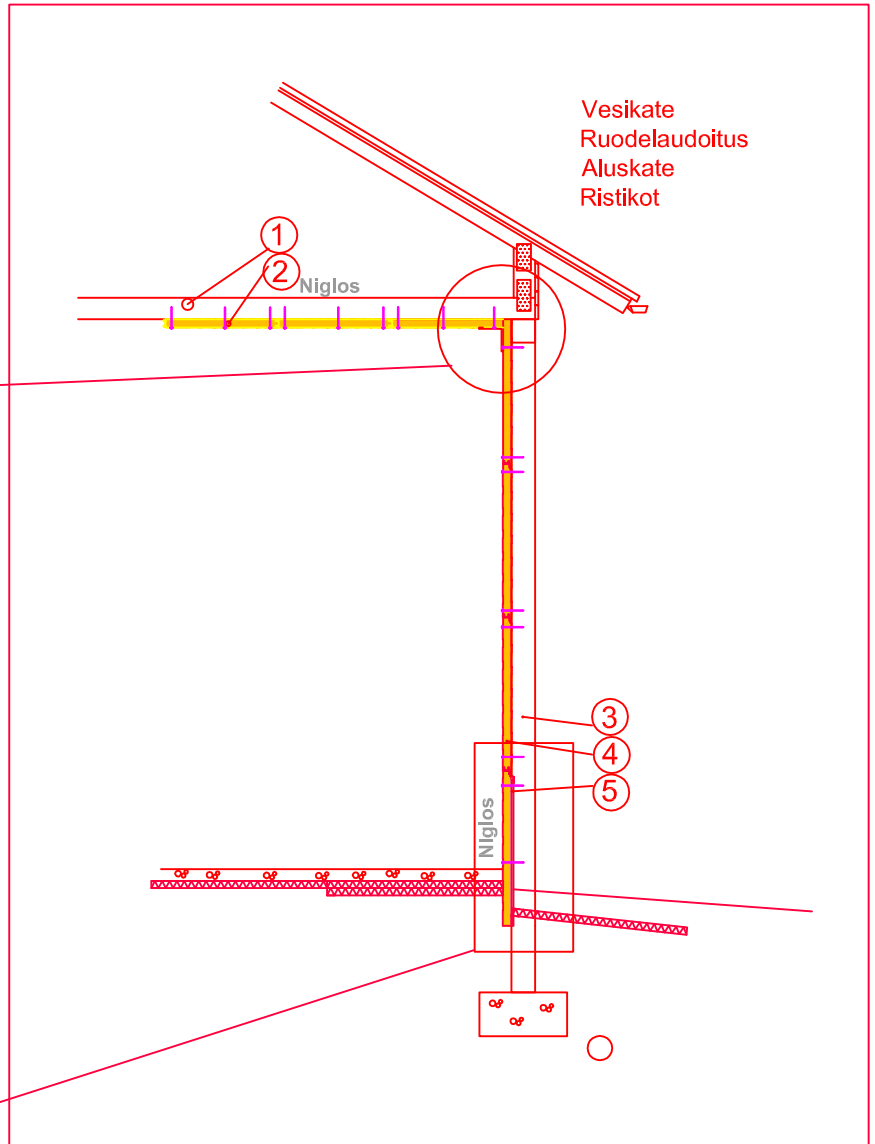 Vesikate
Ruodelaudoitus
Aluskate
Ristikot
1
2
Niglos
3
4
5
NIglos